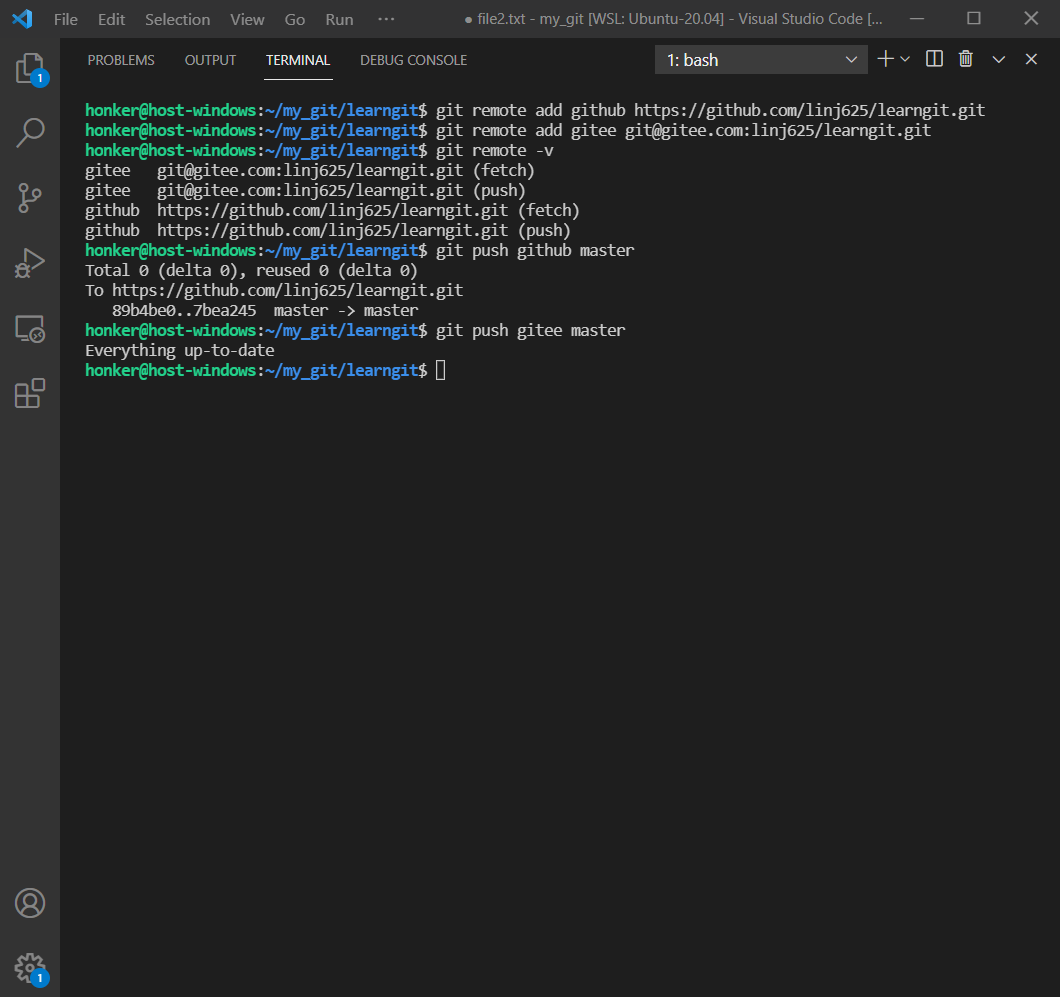 File Edit Selection View Go Run ··· ● file2.txt - my_git [WSL: Ubuntu-20.04] - Visual Studio Code [...
PROBLEMS OUTPUT TERMINAL DEBUG CONSOLE 1: bash
1
honker@host-windows:~/my_git/learngit$ git remote add github https://github.com/linj625/learngit.git
honker@host-windows:~/my_git/learngit$ git remote add gitee git@gitee.com:linj625/learngit.git
honker@host-windows:~/my_git/learngit$ git remote -v
gitee   git@gitee.com:linj625/learngit.git (fetch)
gitee   git@gitee.com:linj625/learngit.git (push)
github  https://github.com/linj625/learngit.git (fetch)
github  https://github.com/linj625/learngit.git (push)
honker@host-windows:~/my_git/learngit$ git push github master
Total 0 (delta 0), reused 0 (delta 0)
To https://github.com/linj625/learngit.git
   89b4be0..7bea245  master -> master
honker@host-windows:~/my_git/learngit$ git push gitee master
Everything up-to-date
honker@host-windows:~/my_git/learngit$
1